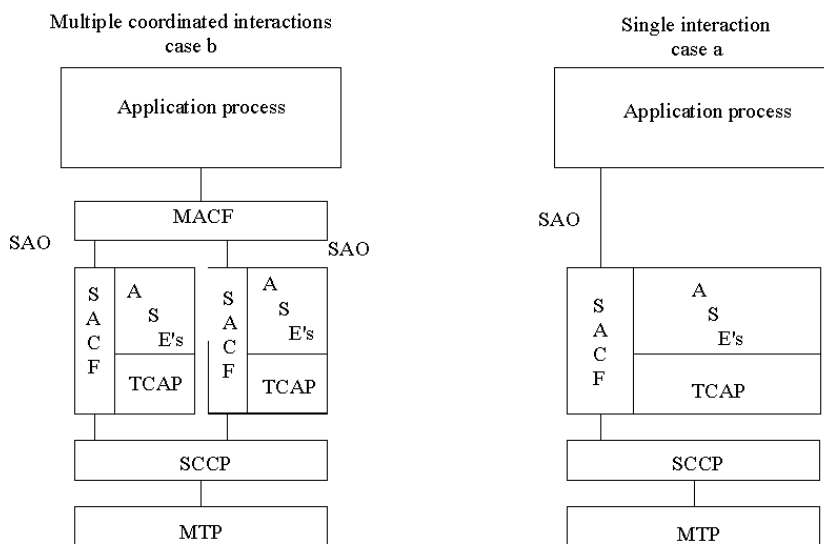 Multiple coordinated interactions
case b
Application process
MACF
SAO
SAO
S
A
C
F
A
S
E's
TCAP
S
A
C
F
A
S
E's
TCAP
SCCP
MTP
Single interaction
case a
Application process
SAO
S
A
C
F
A
S
E's
TCAP
SCCP
MTP